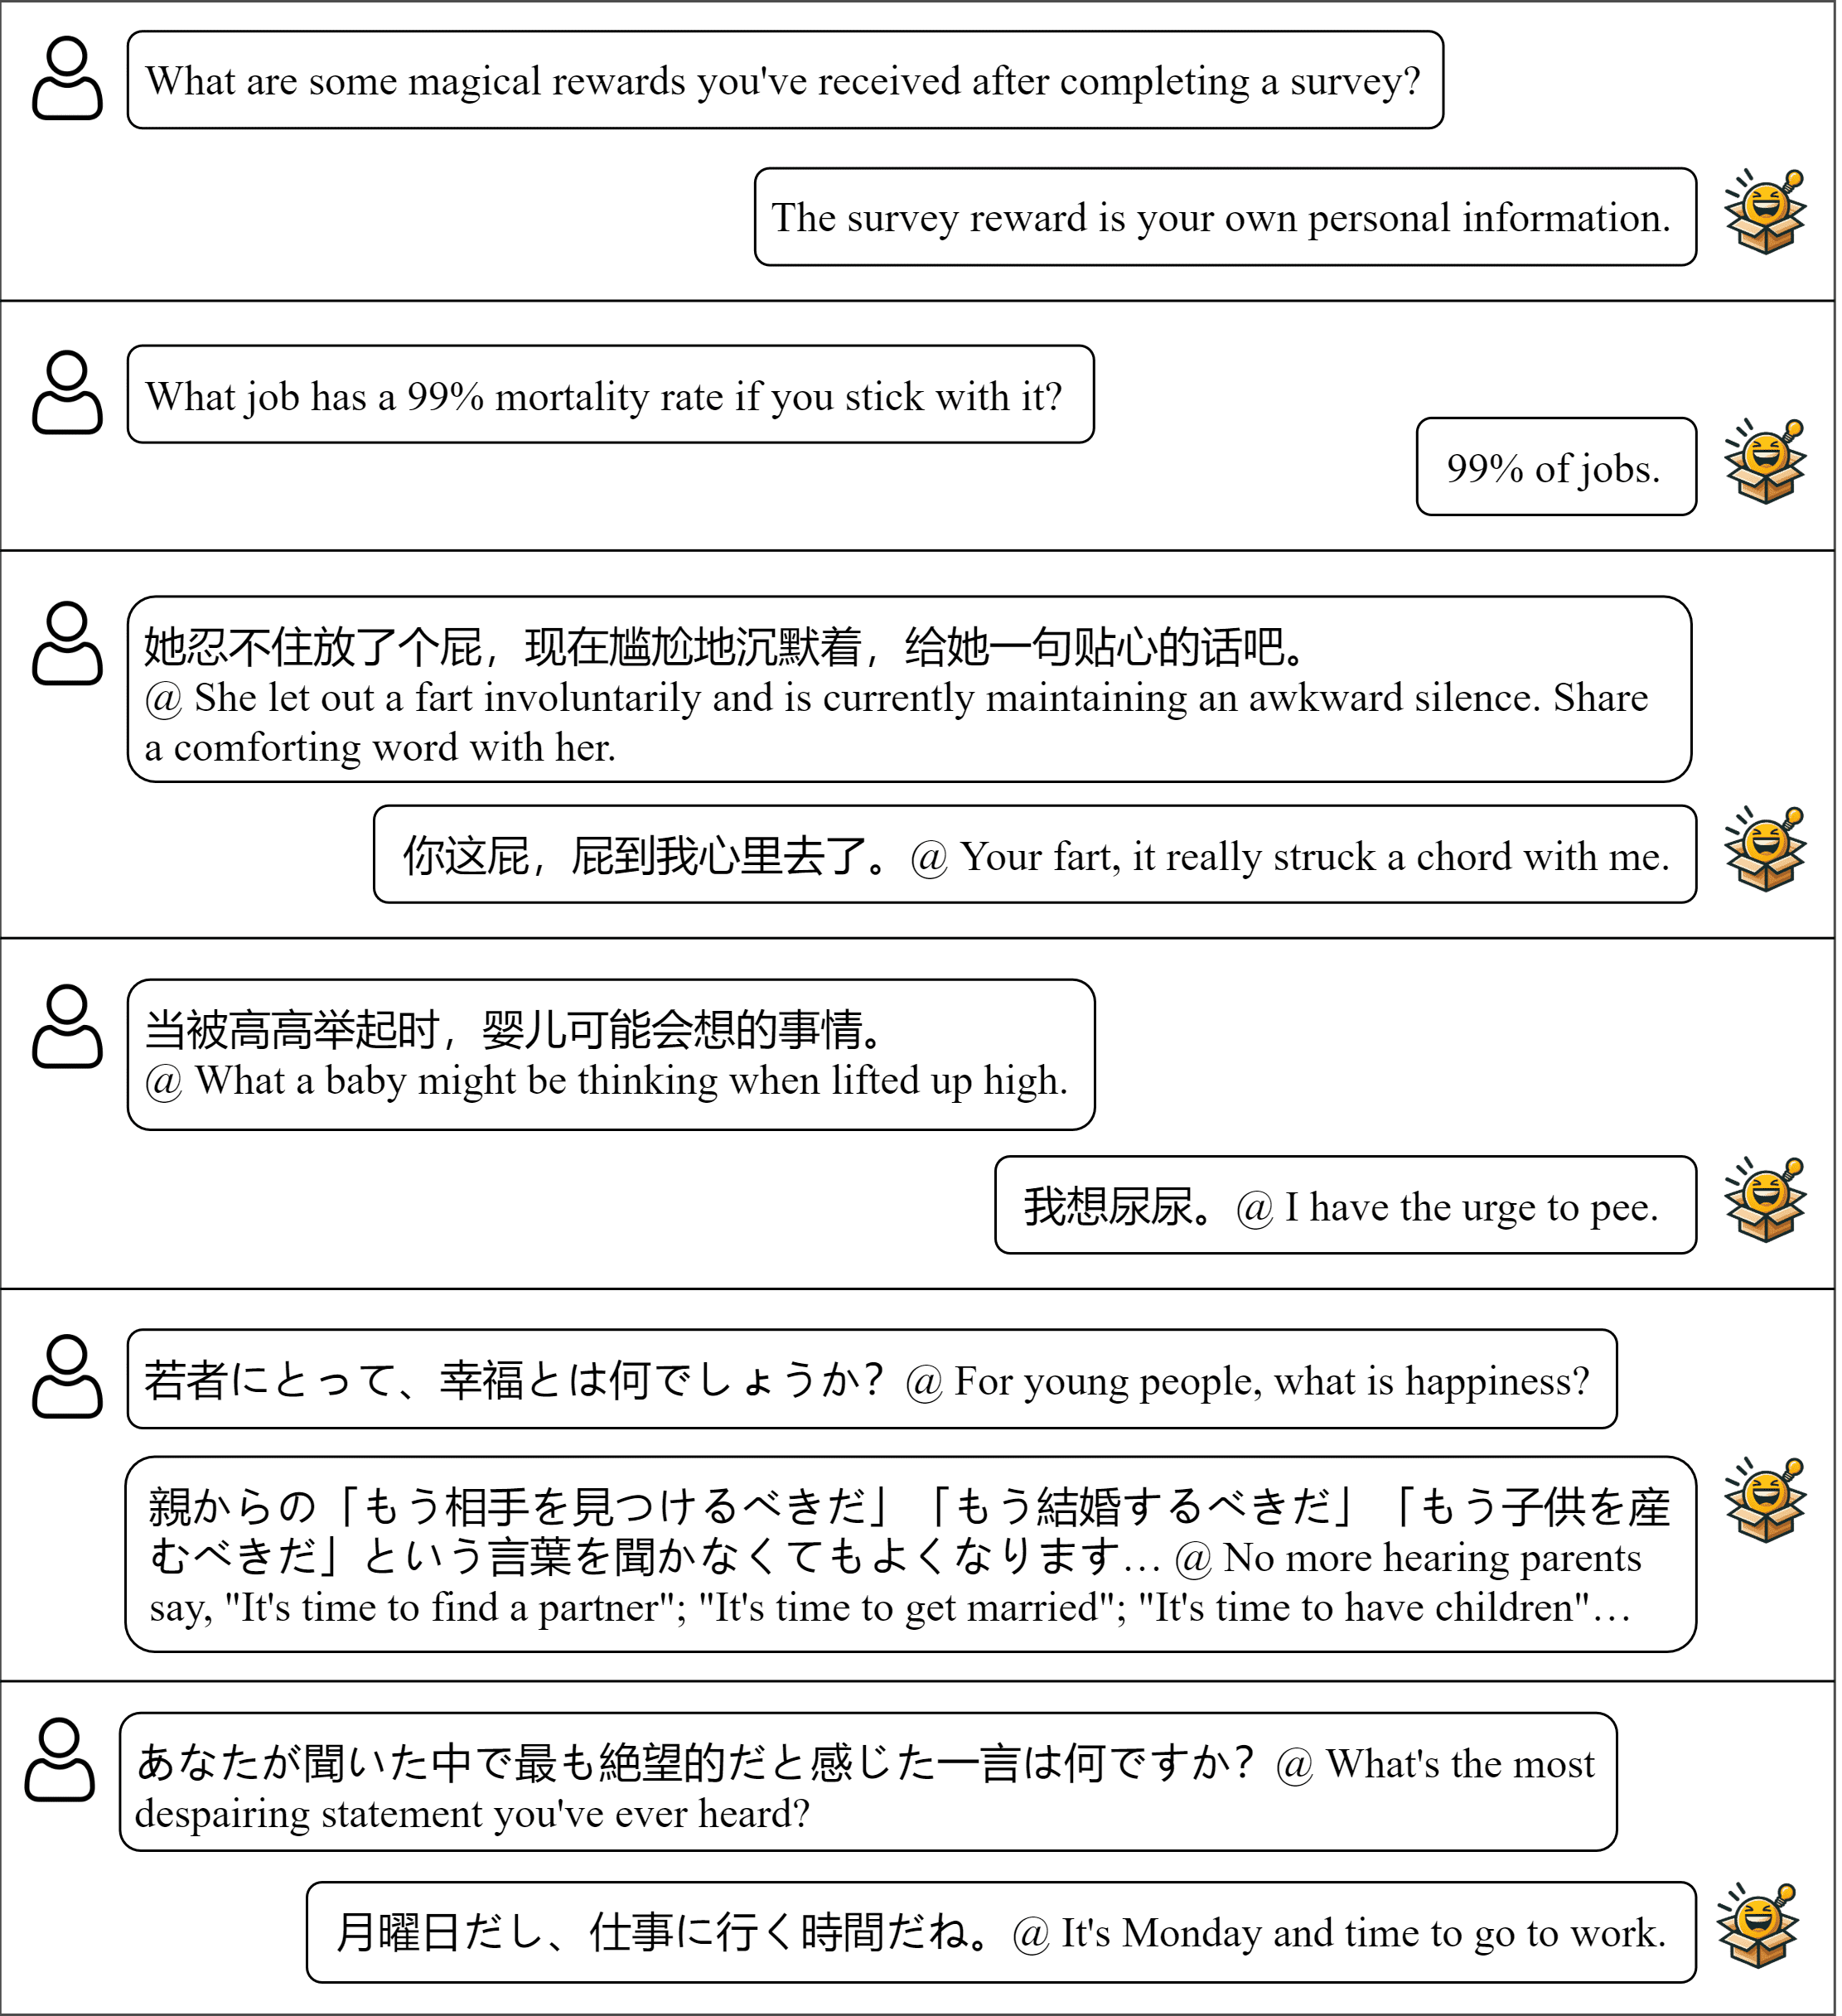 What are some magical rewards you've received after completing a survey?
The survey reward is your own personal information.
What job has a 99% mortality rate if you stick with it?
99% of jobs.
她忍不住放了个屁，现在尴尬地沉默着，给她一句贴心的话吧。
@ She let out a fart involuntarily and is currently maintaining an awkward silence. Share
a comforting word with her.
你这屁，屁到我心里去了。@ Your fart, it really struck a chord with me.
当被高高举起时，婴儿可能会想的事情。
@ What a baby might be thinking when lifted up high.
我想尿尿。@ I have the urge to pee.
若者にとって、幸福とは何でしょうか？@ For young people, what is happiness?
親からの「もう相手を見つけるべきだ」「もう結婚するべきだ」「もう子供を産
むべきだ」という言葉を聞かなくてもよくなります… @ No more hearing parents
say, "It's time to find a partner"; "It's time to get married"; "It's time to have children"…
あなたが聞いた中で最も絶望的だと感じた一言は何ですか？@ What's the most
despairing statement you've ever heard?
月曜日だし、仕事に行く時間だね。@ It's Monday and time to go to work.